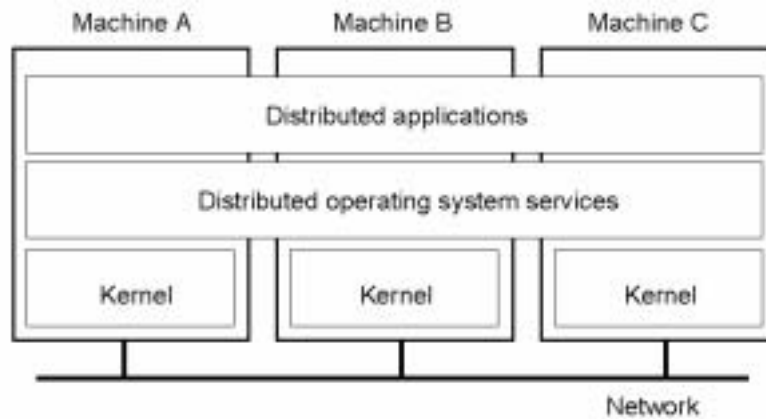 Machine A
Machine B
Machine C
Distributed applications
Distributed operating system services
Kernel
Kernel
Kernel
Network